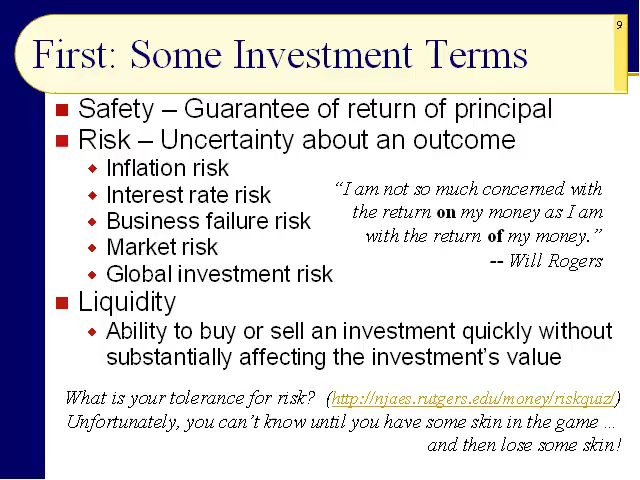 9
First: Some Investment Terms
Safety – Guarantee of return of principal
Risk – Uncertainty about an outcome
Inflation risk
Interest rate risk
Business failure risk
Market risk
Global investment risk
“I am not so much concerned with
the return on my money as I am
with the return of my money.”
-- Will Rogers
Liquidity
Ability to buy or sell an investment quickly without
substantially affecting the investment’s value
What is your tolerance for risk? (http://njaes.rutgers.edu/money/riskquiz/)
Unfortunately, you can’t know until you have some skin in the game ...
and then lose some skin!